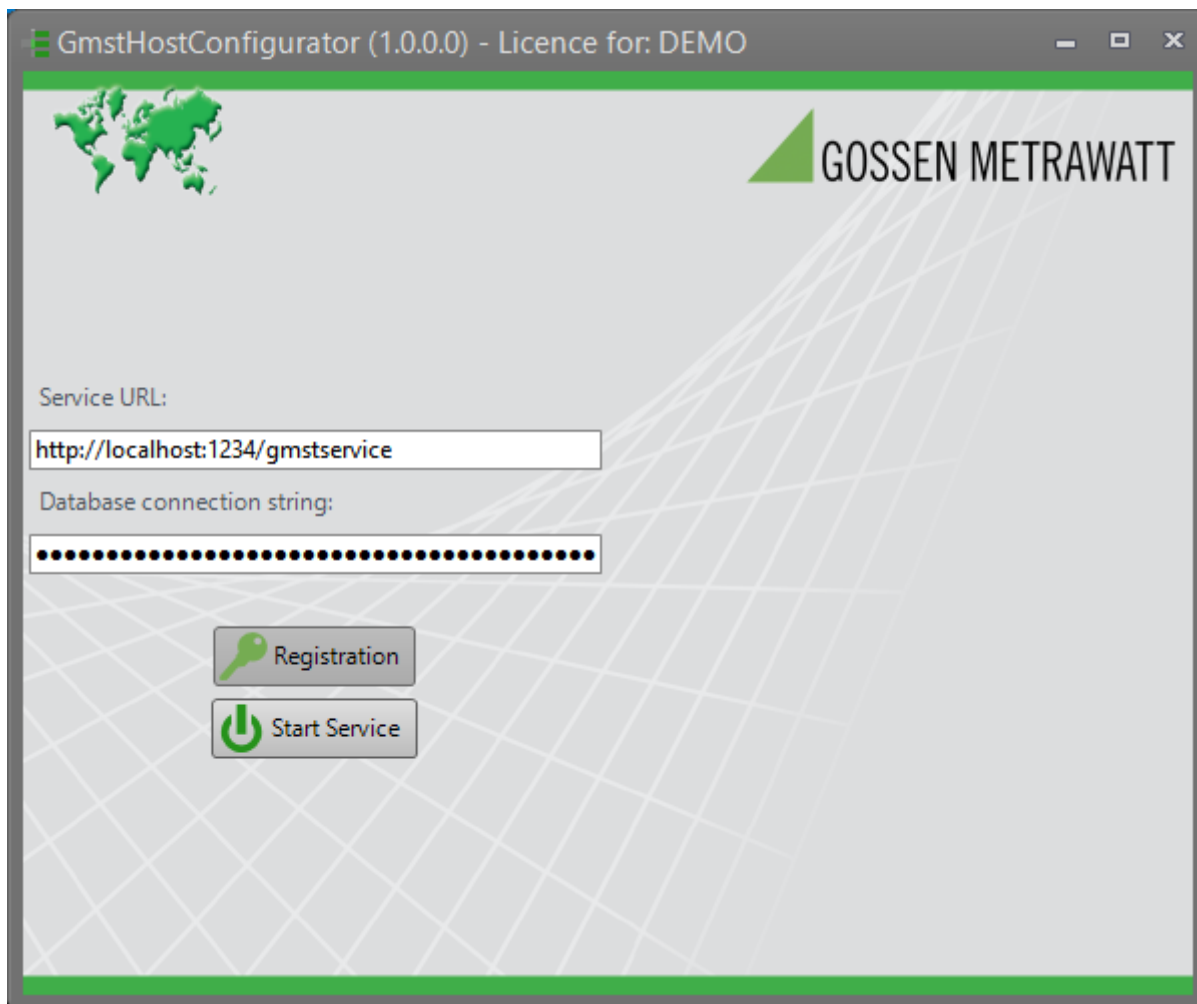 GmstHostConfigurator (1.0.0.0) - Licence for: DEMO
GOSSEN METRAWATT
Service URL:
http://localhost:1234/gmstservice
Database connection string:
••••••••••••••••••••••••••••••••••••••••
Registration
Start Service